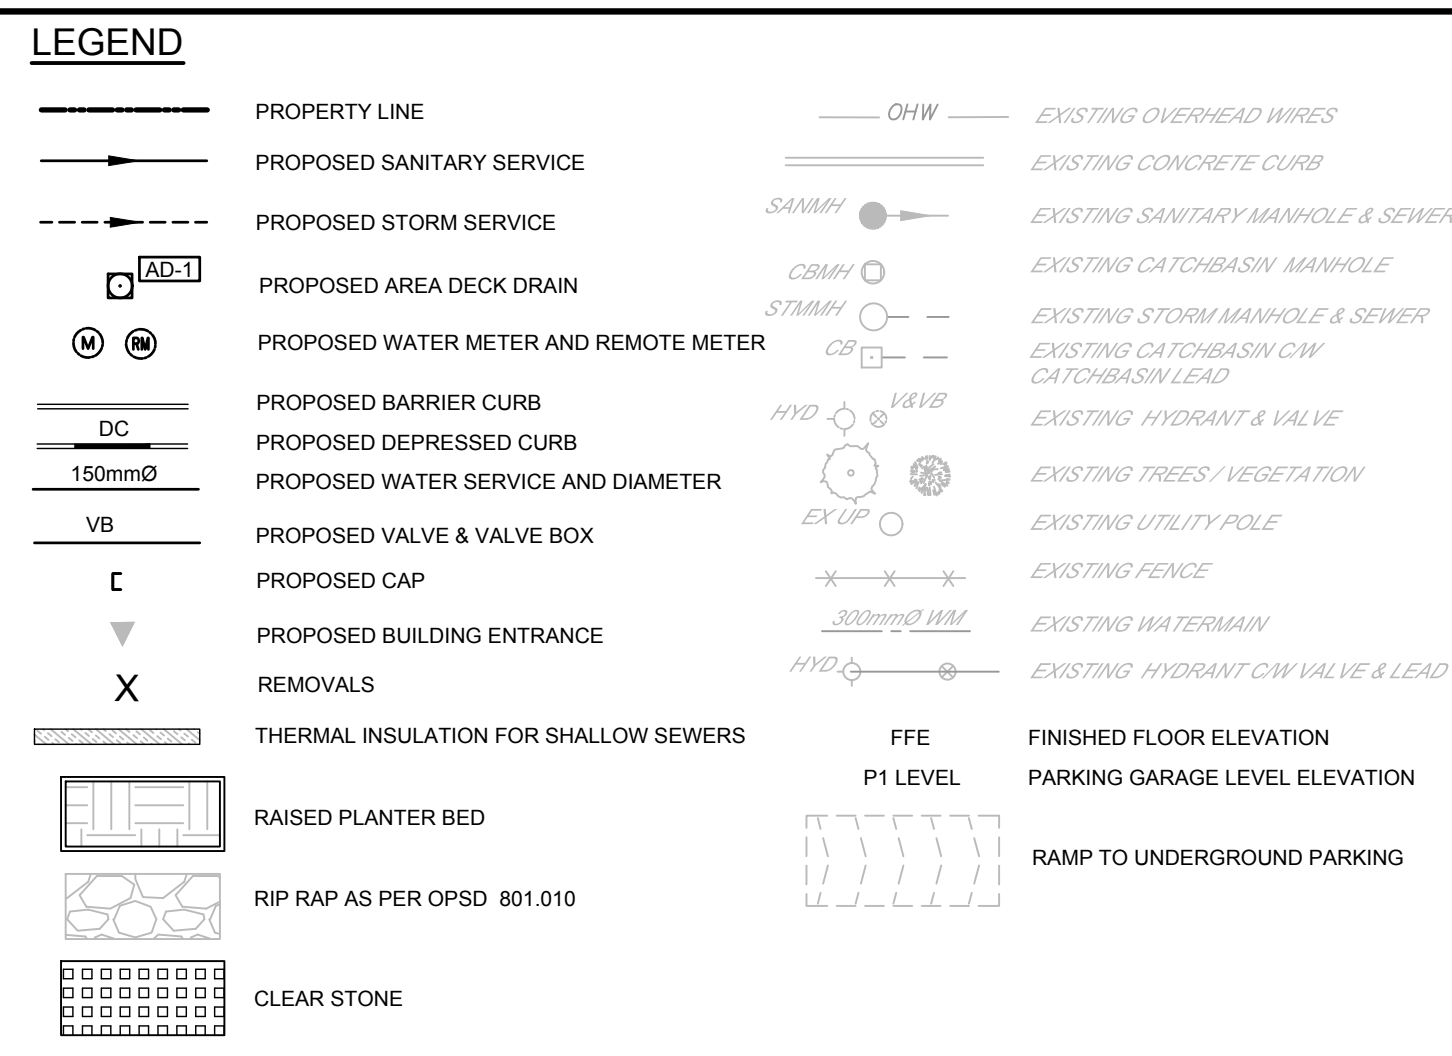 LEGEND
PROPERTY LINE
PROPOSED SANITARY SERVICE
PROPOSED STORM SERVICE
AD-1
PROPOSED AREA DECK DRAIN
M RM PROPOSED WATER METER AND REMOTE METER
PROPOSED BARRIER CURB
DC
PROPOSED DEPRESSED CURB
150mmØ
PROPOSED WATER SERVICE AND DIAMETER
VB
PROPOSED VALVE & VALVE BOX
PROPOSED CAP
PROPOSED BUILDING ENTRANCE
X REMOVALS
THERMAL INSULATION FOR SHALLOW SEWERS
RAISED PLANTER BED
RIP RAP AS PER OPSD 801.010
CLEAR STONE
OHW EXISTING OVERHEAD WIRES
EXISTING CONCRETE CURB
SANMH EXISTING SANITARY MANHOLE & SEWER
CBMH EXISTING CATCHBASIN MANHOLE
STMMH EXISTING STORM MANHOLE & SEWER
CB EXISTING CATCHBASIN C/W
CATCHBASIN LEAD
HYD V&VB EXISTING HYDRANT & VALVE
EXISTING TREES / VEGETATION
EX UP EXISTING UTILITY POLE
EXISTING FENCE
300mmØ WM EXISTING WATERMAIN
HYD EXISTING HYDRANT C/W VALVE & LEAD
FFE FINISHED FLOOR ELEVATION
P1 LEVEL PARKING GARAGE LEVEL ELEVATION
RAMP TO UNDERGROUND PARKING